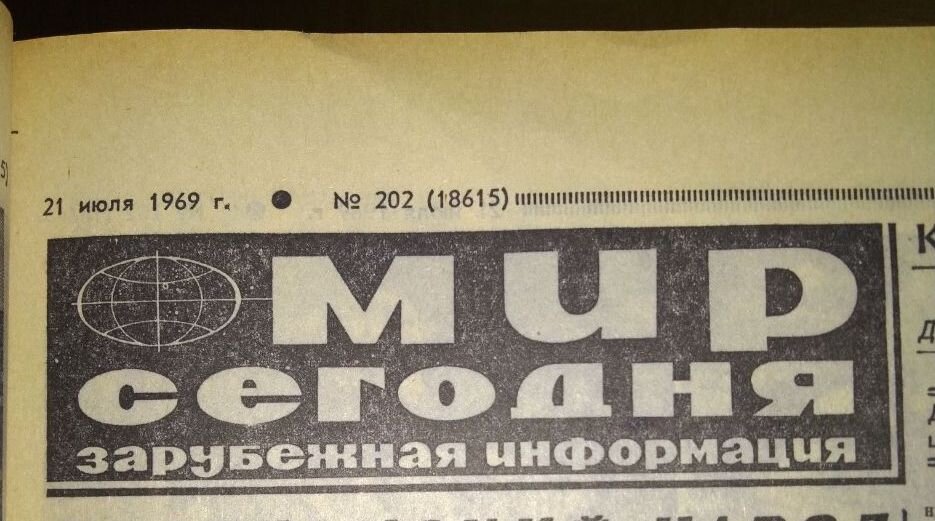 21 июля 1969 г. ● № 202 (18615)
мир
сегодня
зарубежная информация